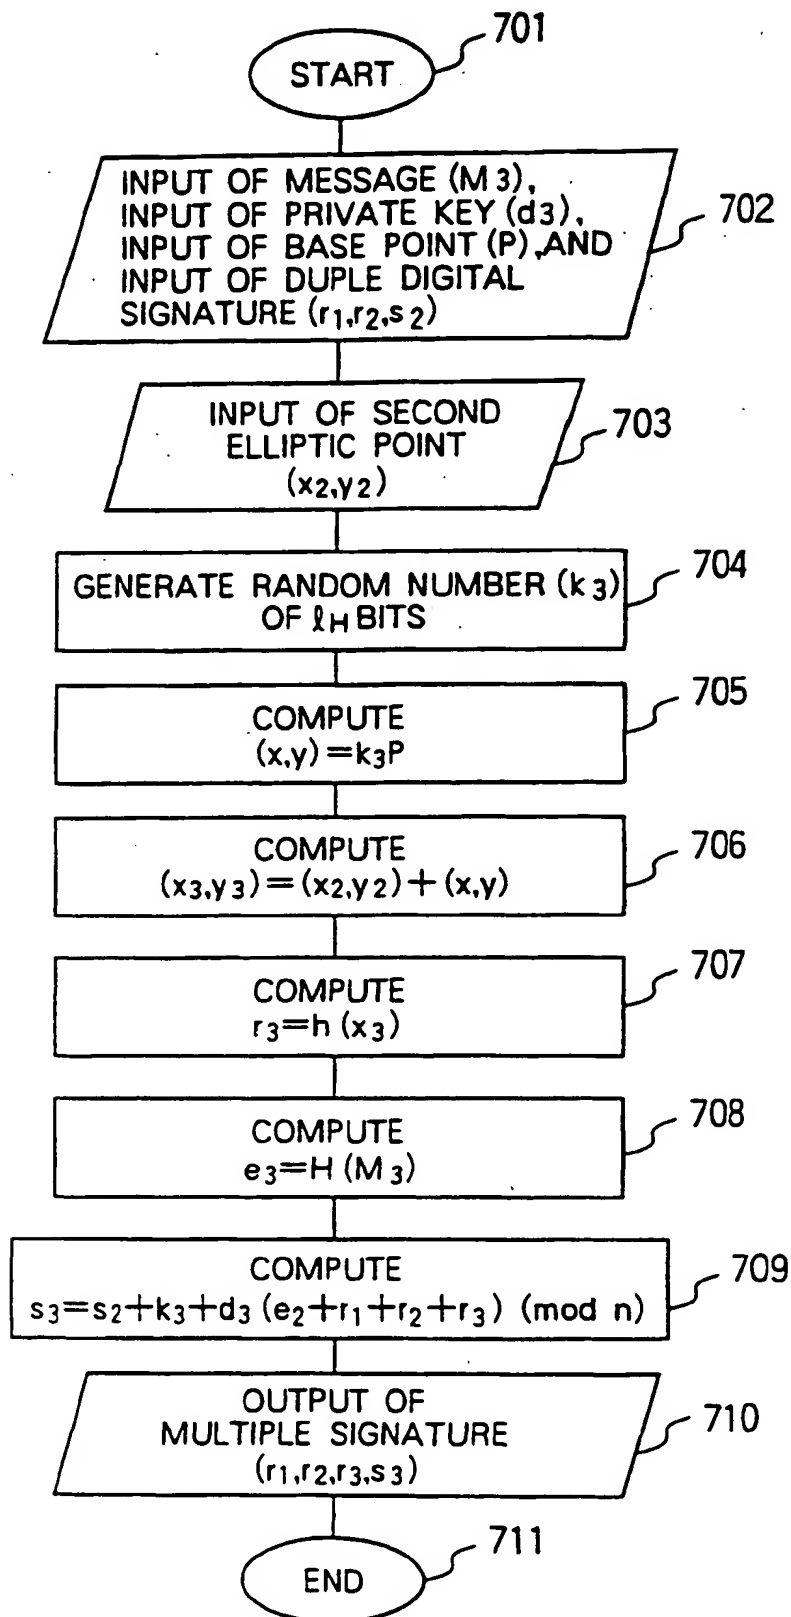 701
START
INPUT OF MESSAGE (M3),
INPUT OF PRIVATE KEY (d3),
INPUT OF BASE POINT (P), AND
INPUT OF DUPLE DIGITAL
SIGNATURE (r1,r2,s2)
702
INPUT OF SECOND
ELLIPTIC POINT
(x2,y2)
703
GENERATE RANDOM NUMBER (k3)
OF ℓH BITS
704
COMPUTE
(x,y)=k3P
705
COMPUTE
(x3,y3)=(x2,y2)+(x,y)
706
COMPUTE
r3=h(x3)
707
COMPUTE
e3=H(M3)
708
COMPUTE
s3=s2+k3+d3(e2+r1+r2+r3) (mod n)
709
OUTPUT OF
MULTIPLE SIGNATURE
(r1,r2,r3,s3)
710
END
711